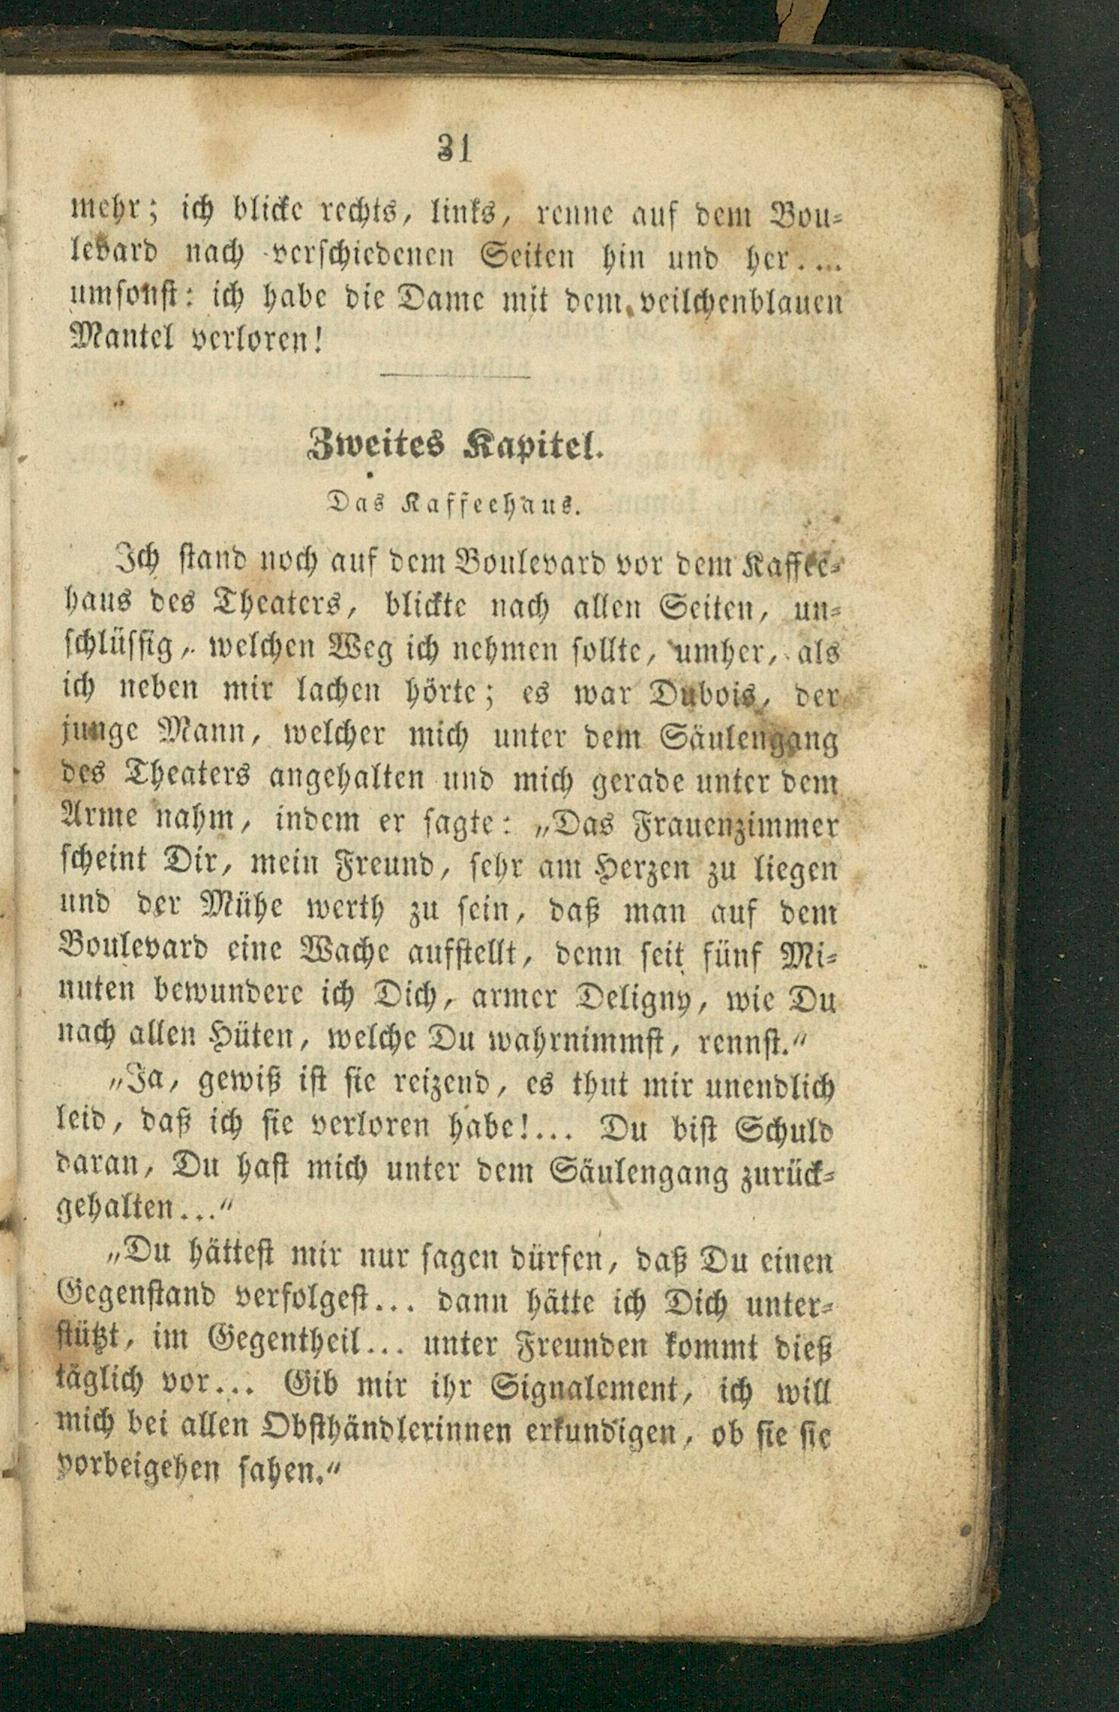 31
mehr; ich blicke rechts, links, renne auf dem Bou-
levard nach verschiedenen Seiten hin und her....
umsonst: ich habe die Dame mit dem veilchenblauen
Mantel verloren!
Zweites Kapitel.
Das Kaffeehaus.
Ich stand noch auf dem Boulevard vor dem Kaffee-
haus des Theaters, blickte nach allen Seiten, un-
schlüssig, welchen Weg ich nehmen sollte, umher, als
ich neben mir lachen hörte; es war Dubois, der
junge Mann, welcher mich unter dem Säulengang
des Theaters angehalten und mich gerade unter dem
Arme nahm, indem er sagte: „Das Frauenzimmer
scheint Dir, mein Freund, sehr am Herzen zu liegen
und der Mühe werth zu sein, daß man auf dem
Boulevard eine Wache aufstellt, denn seit fünf Mi-
nuten bewundere ich Dich, armer Deligny, wie Du
nach allen Hüten, welche Du wahrnimmst, rennst.“
„Ja, gewiß ist sie reizend, es thut mir unendlich
leid, daß ich sie verloren habe!... Du bist Schuld
daran, Du hast mich unter dem Säulengang zurück-
gehalten...“
„Du hättest mir nur sagen dürfen, daß Du einen
Gegenstand verfolgest... dann hätte ich Dich unter-
stützt, im Gegentheil... unter Freunden kommt dieß
täglich vor... Gib mir ihr Signalement, ich will
mich bei allen Obsthändlerinnen erkundigen, ob sie sie
vorbeigehen sahen.“